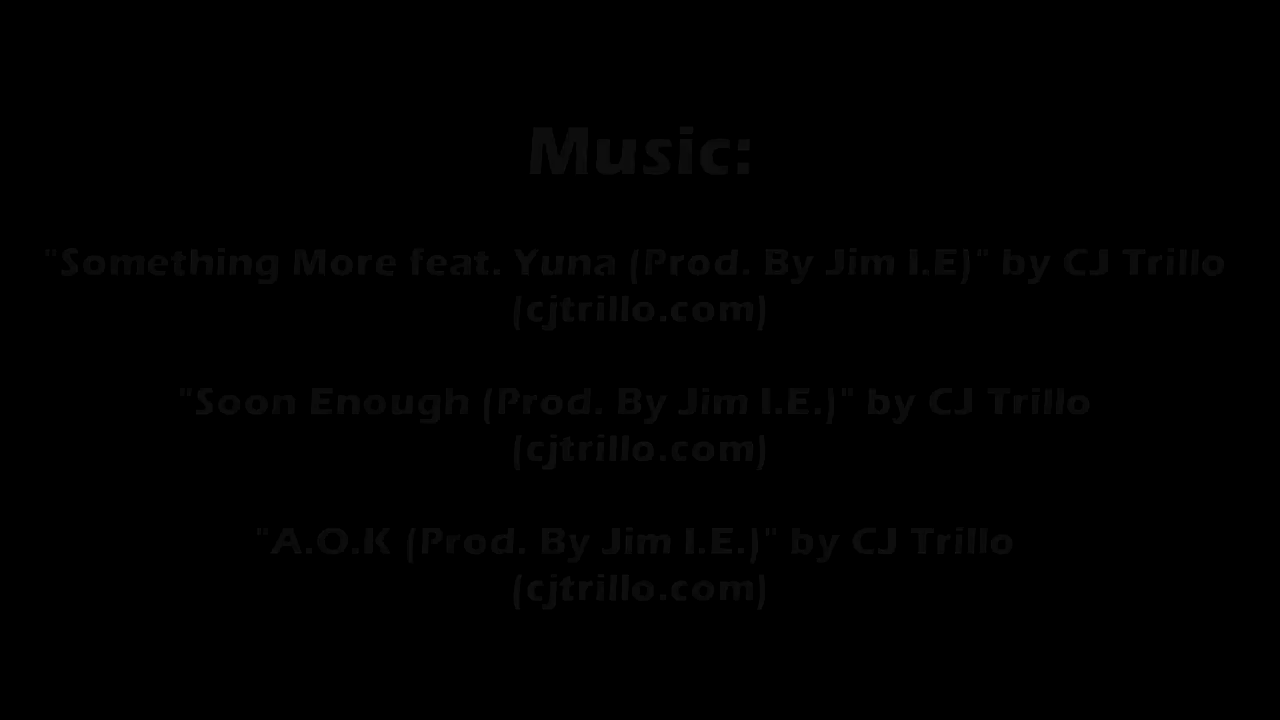 Music:
"Something More feat. Yuna (Prod. By Jim I.E)" by CJ Trillo
(cjtrillo.com)
"Soon Enough (Prod. By Jim I.E.)" by CJ Trillo
(cjtrillo.com)
"A.O.K (Prod. By Jim I.E.)" by CJ Trillo
(cjtrillo.com)